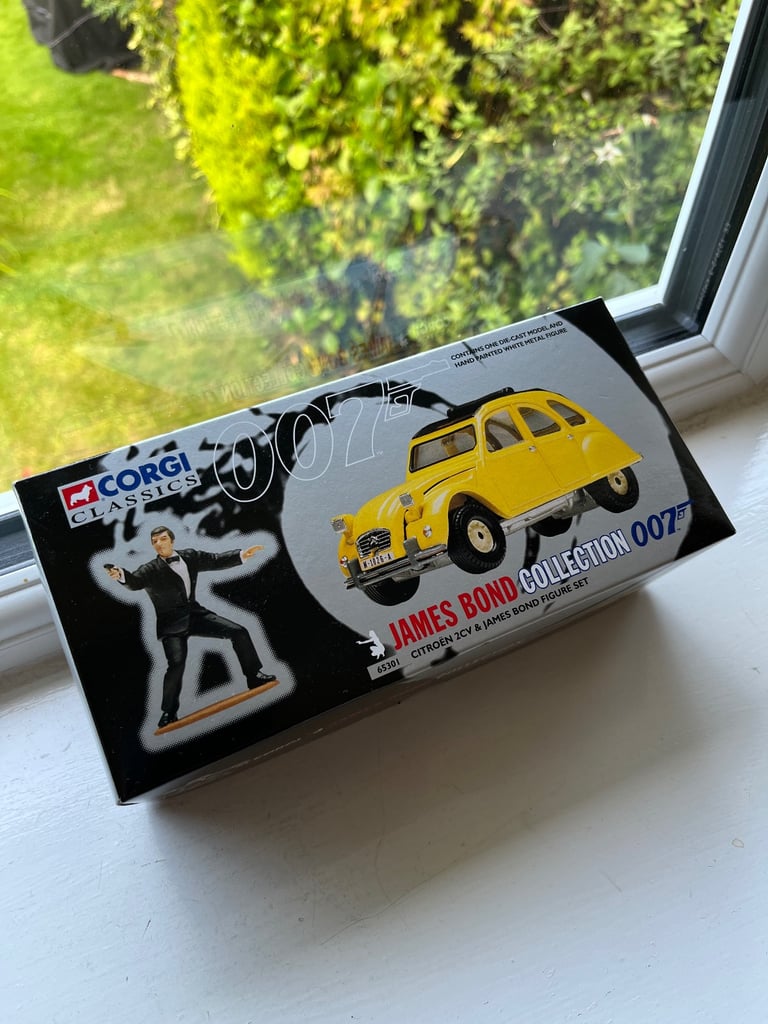 CONTAINS ONE DIE-CAST MODEL AND
HAND PAINTED WHITE METAL FIGURE
007
CORGI
CLASSICS
M-1026-A
JAMES BOND COLLECTION 007
65301 CITROËN 2CV & JAMES BOND FIGURE SET